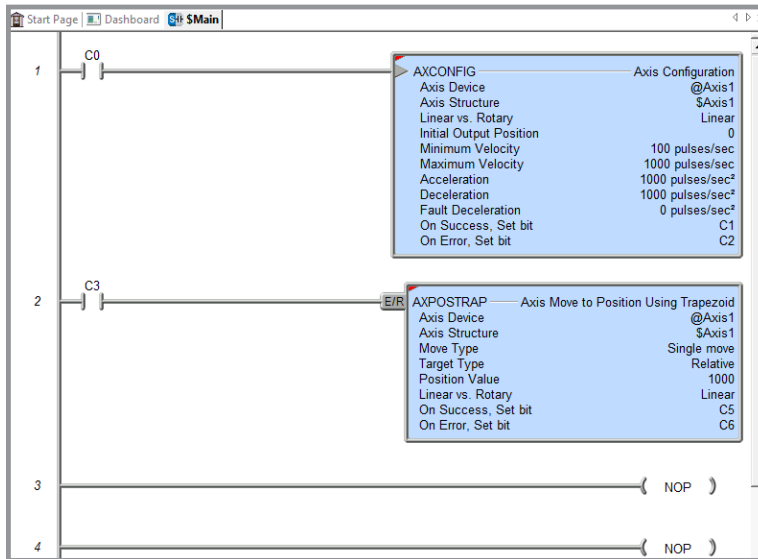 Start Page Dashboard $Main
C0
1
AXCONFIG Axis Configuration
Axis Device @Axis1
Axis Structure $Axis1
Linear vs. Rotary Linear
Initial Output Position 0
Minimum Velocity 100 pulses/sec
Maximum Velocity 1000 pulses/sec
Acceleration 1000 pulses/sec²
Deceleration 1000 pulses/sec²
Fault Deceleration 0 pulses/sec²
On Success, Set bit C1
On Error, Set bit C2
C3
2 E/R AXPOSTRAP Axis Move to Position Using Trapezoid
Axis Device @Axis1
Axis Structure $Axis1
Move Type Single move
Target Type Relative
Position Value 1000
Linear vs. Rotary Linear
On Success, Set bit C5
On Error, Set bit C6
3 NOP
4 NOP